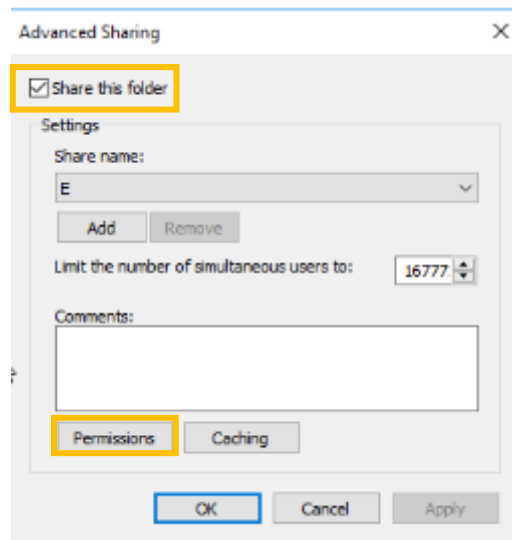 Advanced Sharing
Share this folder
Settings
Share name:
E
Add Remove
Limit the number of simultaneous users to: 16777
Comments:
Permissions Caching
OK Cancel Apply